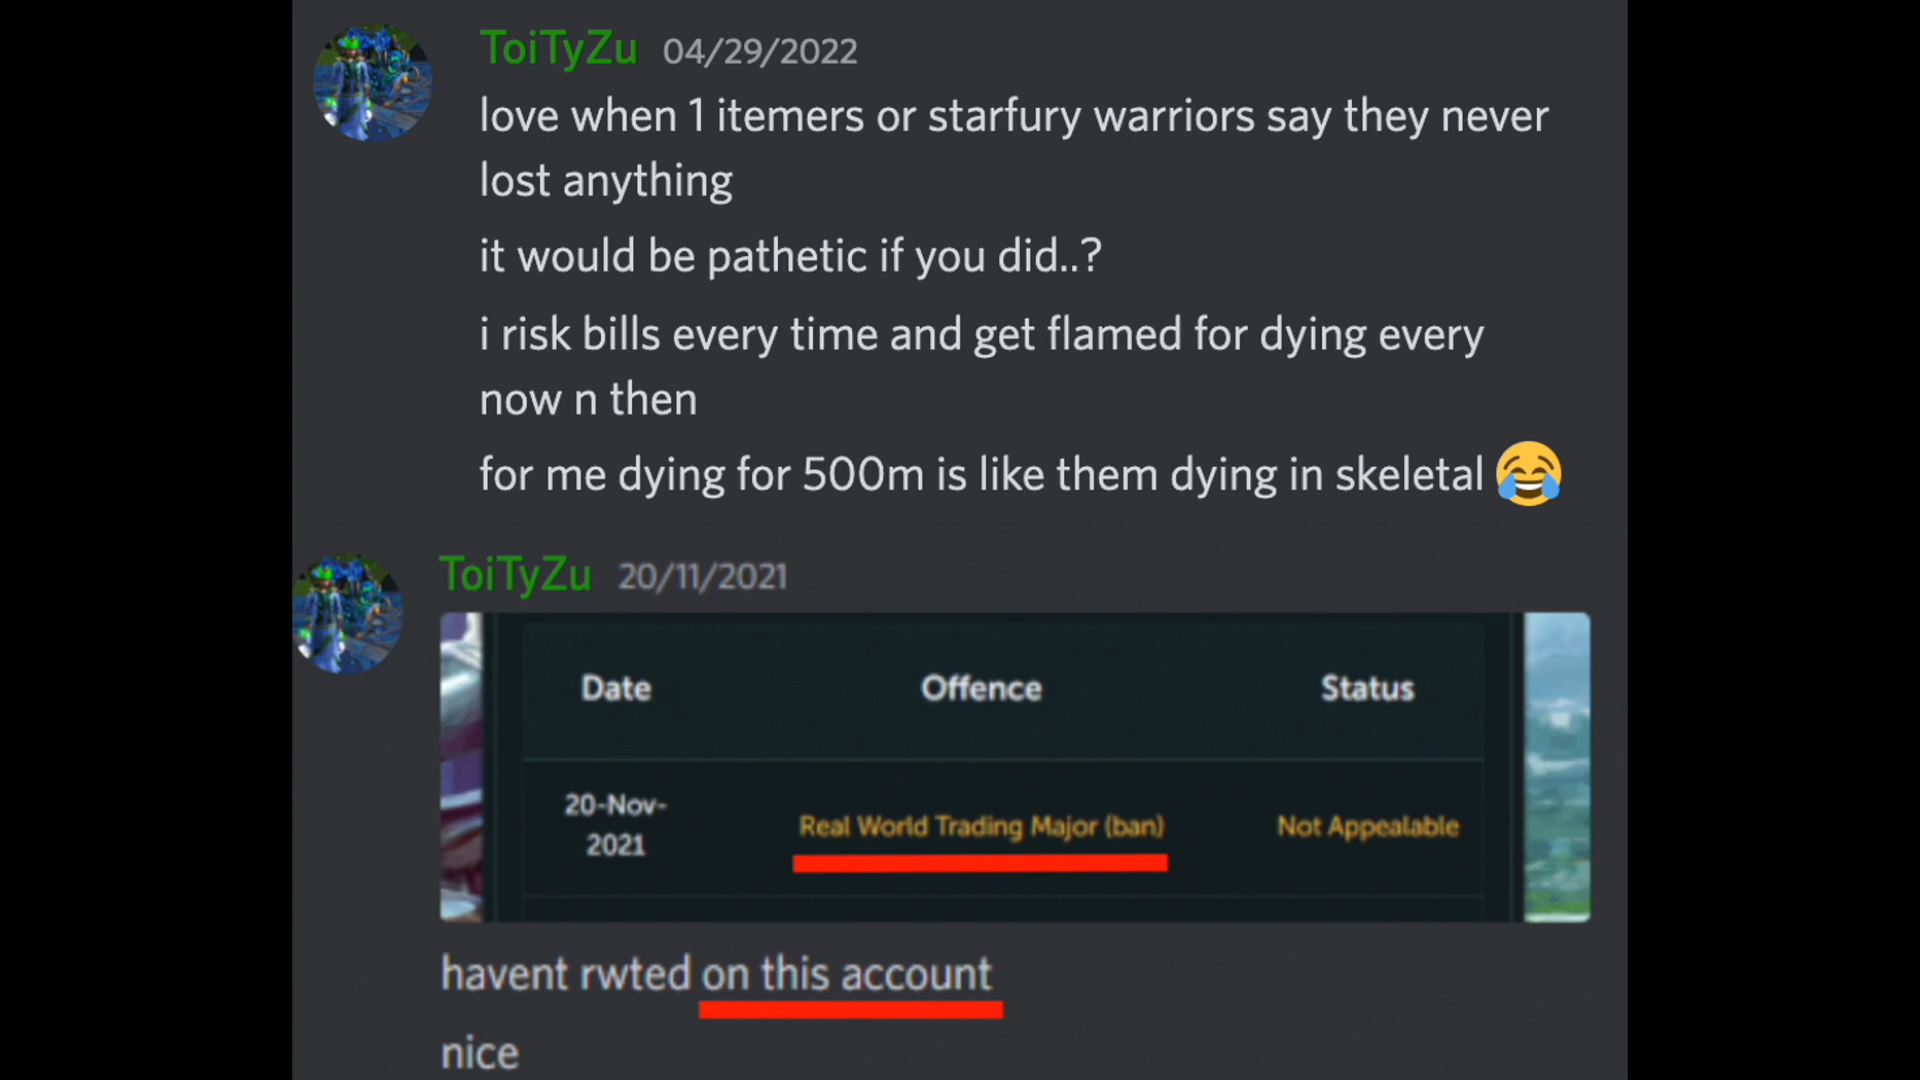 ToiTyZu 04/29/2022
love when 1 itemers or starfury warriors say they never
lost anything
it would be pathetic if you did..?
i risk bills every time and get flamed for dying every
now n then
for me dying for 500m is like them dying in skeletal 😂
ToiTyZu 20/11/2021
Date Offence Status
20-Nov-
2021
Real World Trading Major (ban)
Not Appealable
havent rwted on this account
nice